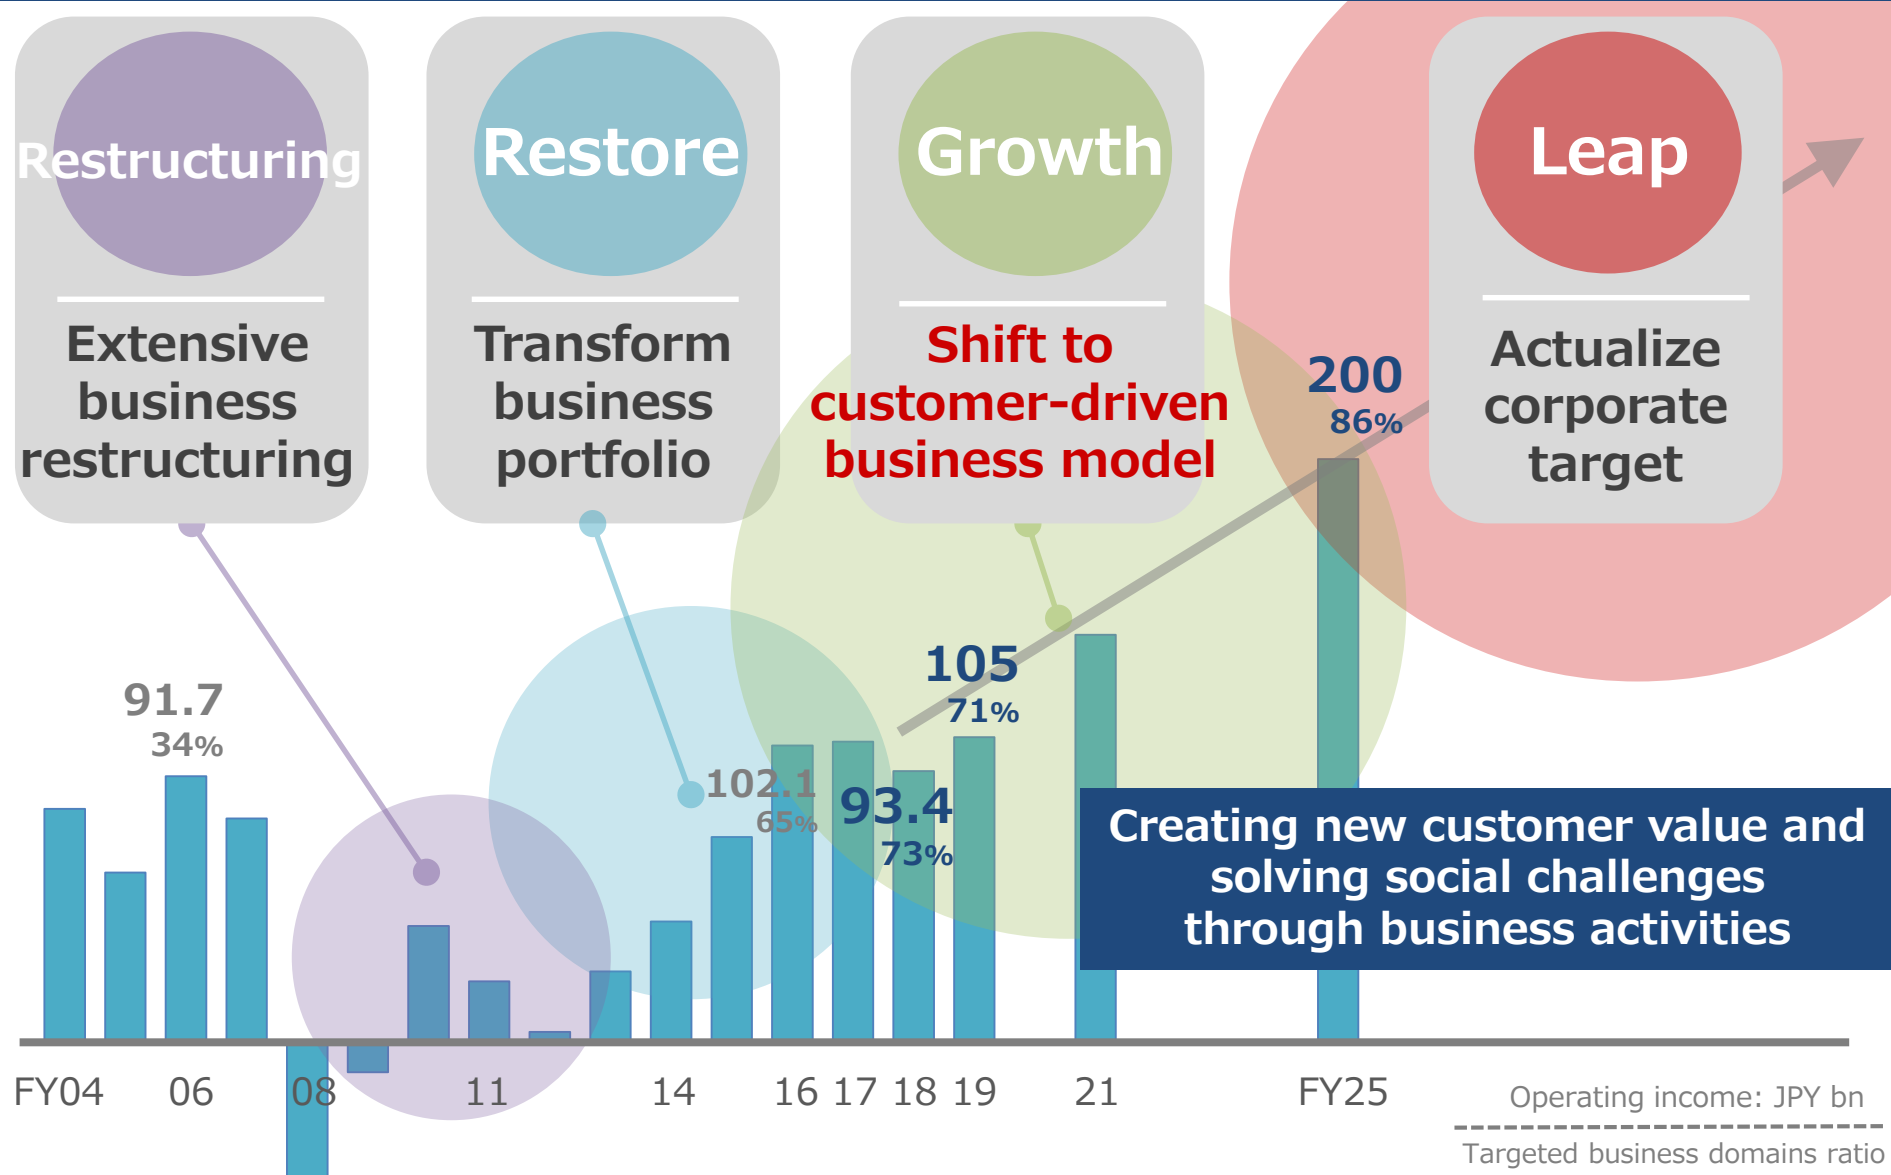 Restructuring
Extensive
business
restructuring
Restore
Transform
business
portfolio
Growth
Shift to
customer-driven
business model
Leap
Actualize
corporate
target
91.7
34%
102.1
65%
93.4
73%
105
71%
200
86%
Creating new customer value and
solving social challenges
through business activities
FY04 06 08 11 14 16 17 18 19 21 FY25
Operating income: JPY bn
Targeted business domains ratio